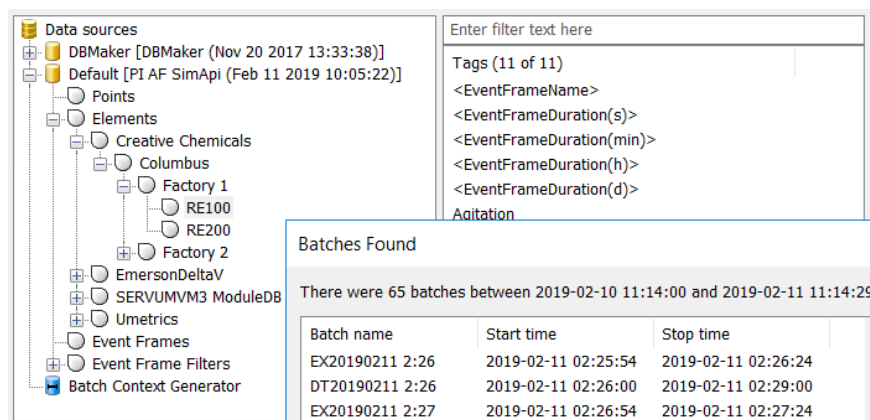 Data sources
DBMaker [DBMaker (Nov 20 2017 13:33:38)]
Default [PI AF SimApi (Feb 11 2019 10:05:22)]
Points
Elements
Creative Chemicals
Columbus
Factory 1
RE100
RE200
Factory 2
EmersonDeltaV
SERVUMVM3 ModuleDB
Umetrics
Event Frames
Event Frame Filters
Batch Context Generator
Enter filter text here
Tags (11 of 11)
<EventFrameName>
<EventFrameDuration(s)>
<EventFrameDuration(min)>
<EventFrameDuration(h)>
<EventFrameDuration(d)>
Agitation
Batches Found
There were 65 batches between 2019-02-10 11:14:00 and 2019-02-11 11:14:29
Batch name Start time Stop time
EX20190211 2:26 2019-02-11 02:25:54 2019-02-11 02:26:24
DT20190211 2:26 2019-02-11 02:26:00 2019-02-11 02:29:00
EX20190211 2:27 2019-02-11 02:26:54 2019-02-11 02:27:24